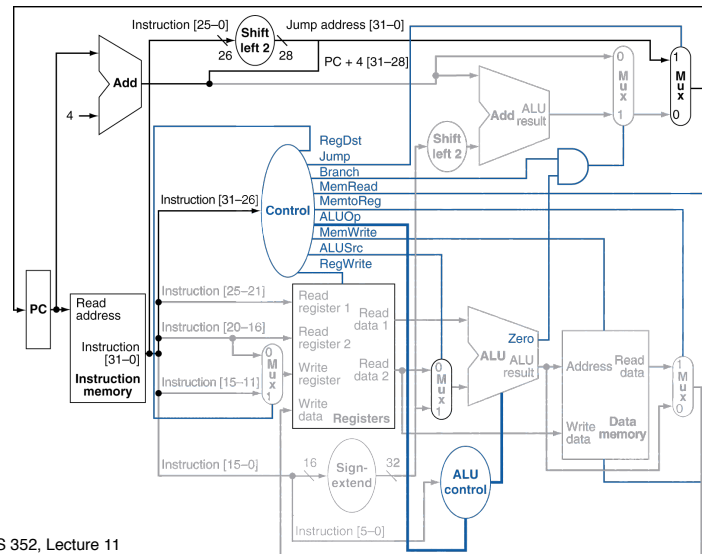 Instruction [25–0]
Jump address [31–0]
Shift
left 2
26
28
PC + 4 [31–28]
Add
4
0
M
u
x
1
1
M
u
x
0
Add
ALU
result
Shift
left 2
RegDst
Jump
Branch
MemRead
MemtoReg
ALUOp
MemWrite
ALUSrc
RegWrite
Instruction [31–26]
Control
PC
Read
address
Instruction
[31–0]
Instruction
memory
Instruction [25–21]
Instruction [20–16]
Instruction [15–11]
0
M
u
x
1
Read
register 1
Read
register 2
Write
register
Write
data
Read
data 1
Read
data 2
Registers
0
M
u
x
1
Zero
ALU
ALU
result
Address
Read
data
Write
data
Data
memory
1
M
u
x
0
Instruction [15–0]
16
Sign-
extend
32
ALU
control
Instruction [5–0]
S 352, Lecture 11